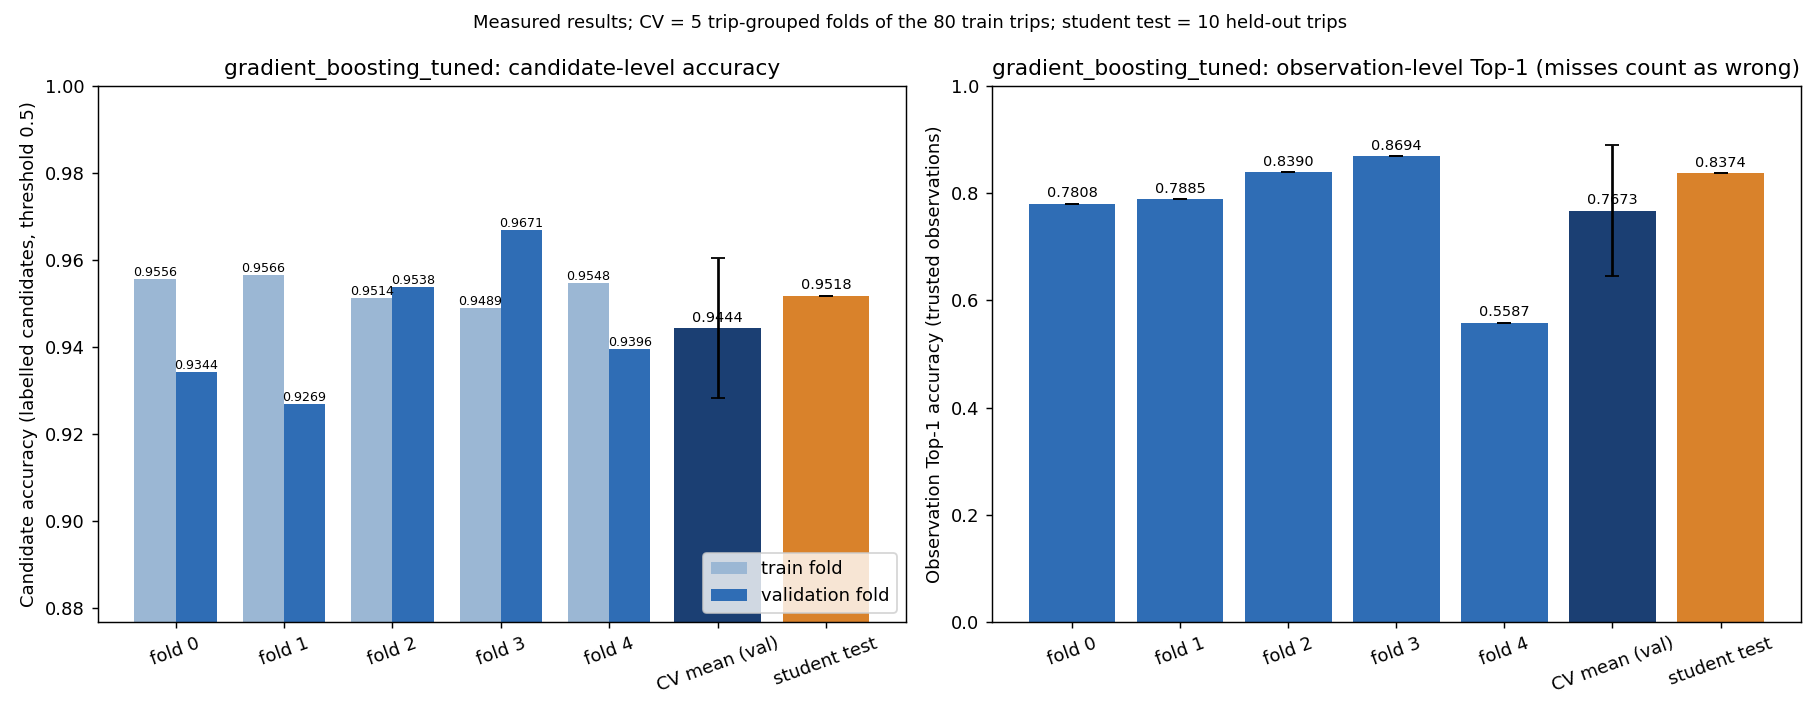 Measured results; CV = 5 trip-grouped folds of the 80 train trips; student test = 10 held-out trips
gradient_boosting_tuned: candidate-level accuracy
Candidate accuracy (labelled candidates, threshold 0.5)
1.00
0.98
0.96
0.94
0.92
0.90
0.88
0.9556
0.9344
0.9566
0.9269
0.9514
0.9538
0.9489
0.9671
0.9548
0.9396
0.9444
0.9518
train fold
validation fold
fold 0
fold 1
fold 2
fold 3
fold 4
CV mean (val)
student test
gradient_boosting_tuned: observation-level Top-1 (misses count as wrong)
Observation Top-1 accuracy (trusted observations)
1.0
0.8
0.6
0.4
0.2
0.0
0.7808
0.7885
0.8390
0.8694
0.5587
0.7673
0.8374
fold 0
fold 1
fold 2
fold 3
fold 4
CV mean (val)
student test